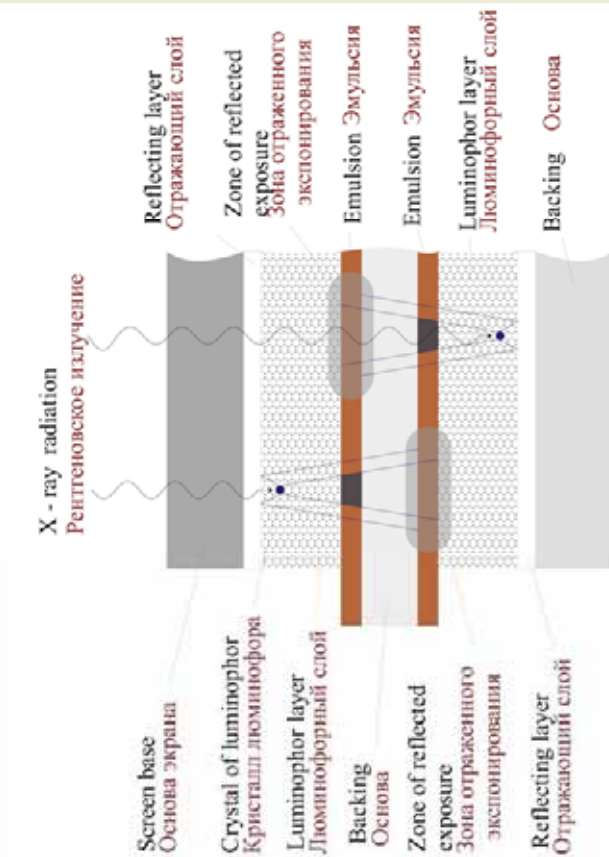 X - ray radiation
Рентгеновское излучение
Screen base
Основа экрана
Crystal of luminophor
Кристалл люминофора
Luminophor layer
Люминофорный слой
Backing
Основа
Zone of reflected
exposure
Зона отраженного
экспонирования
Reflecting layer
Отражающий слой
Reflecting layer
Отражающий слой
Zone of reflected
exposure
Зона отраженного
экспонирования
Emulsion Эмульсия
Emulsion Эмульсия
Luminophor layer
Люминофорный слой
Backing Основа